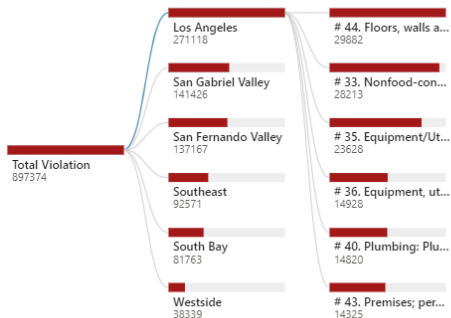 Total Violation
897374
Los Angeles
271118
San Gabriel Valley
141426
San Fernando Valley
137167
Southeast
92571
South Bay
81763
Westside
38339
# 44. Floors, walls a...
29882
# 33. Nonfood-con...
28213
# 35. Equipment/Ut...
23628
# 36. Equipment, ut...
14928
# 40. Plumbing: Plu...
14820
# 43. Premises; per...
14325